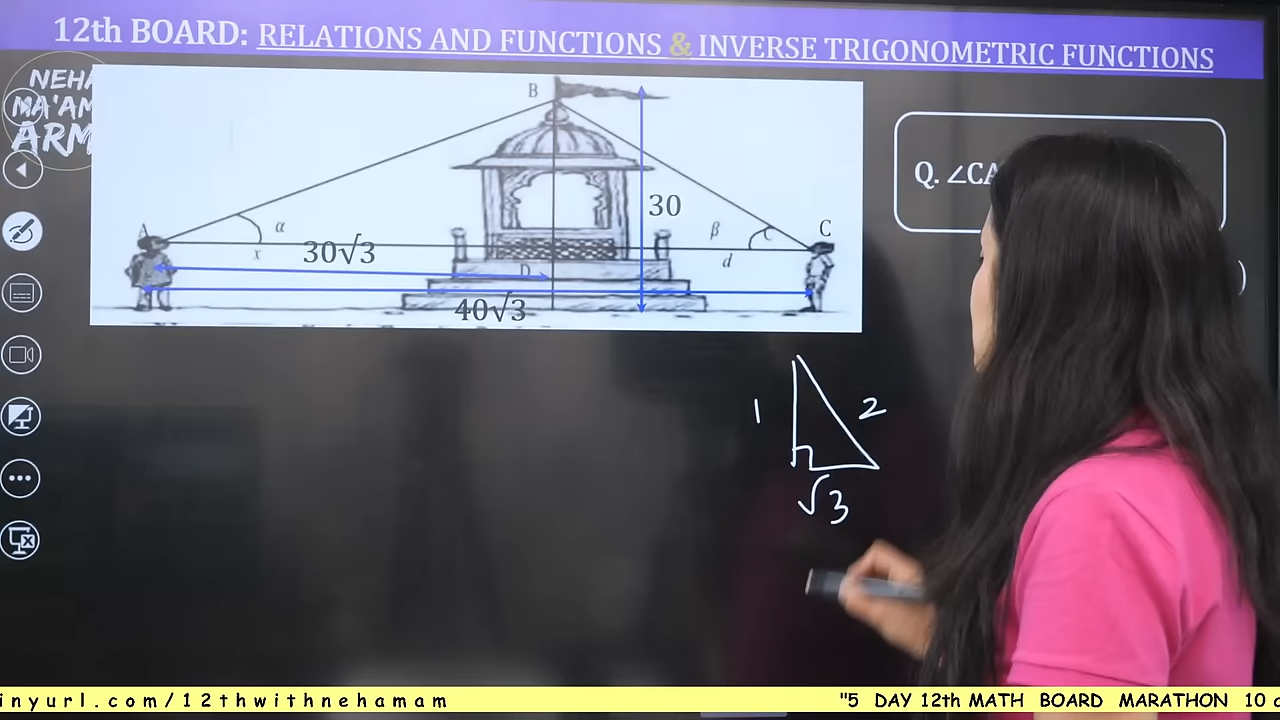 12th BOARD: RELATIONS AND FUNCTIONS & INVERSE TRIGONOMETRIC FUNCTIONS
NEHA
MA'AM
ARM
B
A
α
x
30√3
D
40√3
30
β
d
C
Q. ∠CA
)
1
2
√3
inyurl.com/12thwithnehamam
"5 DAY 12th MATH BOARD MARATHON 10